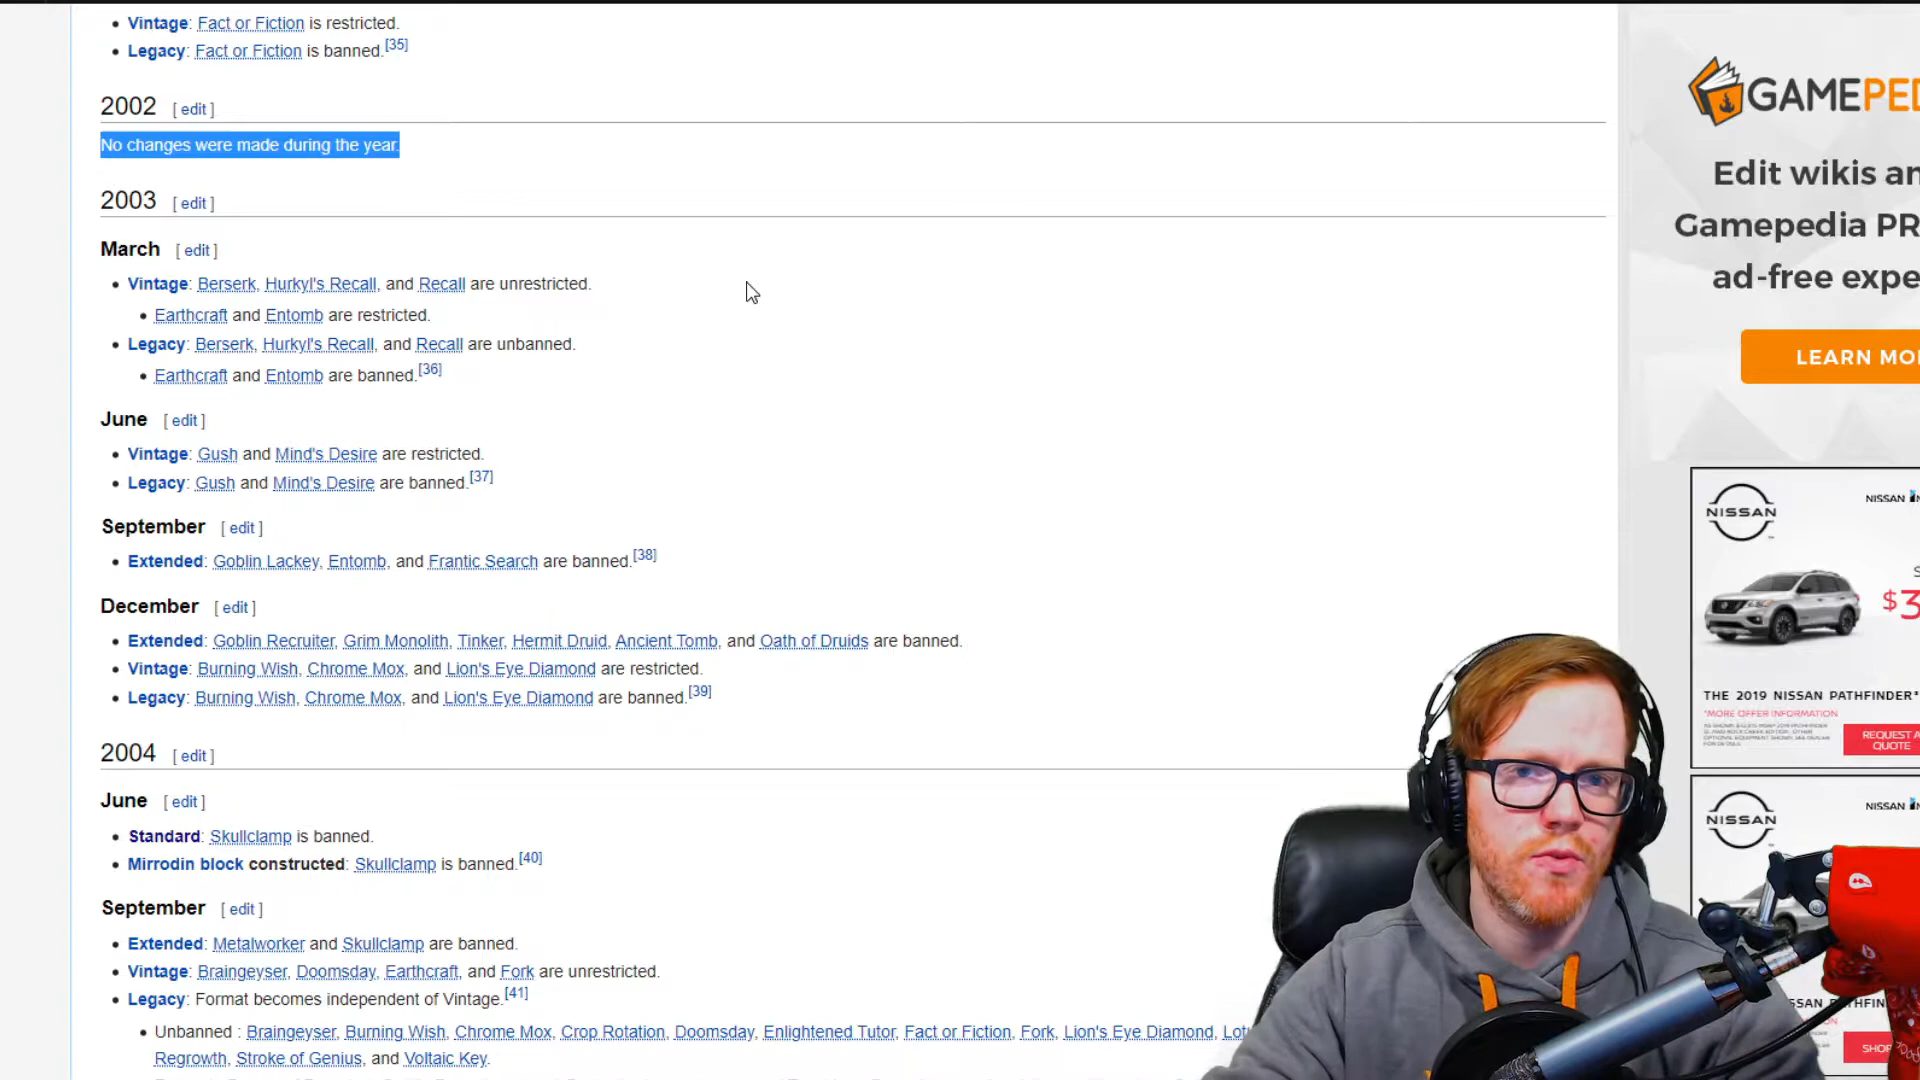 Vintage: Fact or Fiction is restricted.
Legacy: Fact or Fiction is banned.[35]
2002 [ edit ]
No changes were made during the year.
2003 [ edit ]
March [ edit ]
Vintage: Berserk, Hurkyl's Recall, and Recall are unrestricted.
Earthcraft and Entomb are restricted.
Legacy: Berserk, Hurkyl's Recall, and Recall are unbanned.
Earthcraft and Entomb are banned.[36]
June [ edit ]
Vintage: Gush and Mind's Desire are restricted.
Legacy: Gush and Mind's Desire are banned.[37]
September [ edit ]
Extended: Goblin Lackey, Entomb, and Frantic Search are banned.[38]
December [ edit ]
Extended: Goblin Recruiter, Grim Monolith, Tinker, Hermit Druid, Ancient Tomb, and Oath of Druids are banned.
Vintage: Burning Wish, Chrome Mox, and Lion's Eye Diamond are restricted.
Legacy: Burning Wish, Chrome Mox, and Lion's Eye Diamond are banned.[39]
2004 [ edit ]
June [ edit ]
Standard: Skullclamp is banned.
Mirrodin block constructed: Skullclamp is banned.[40]
September [ edit ]
Extended: Metalworker and Skullclamp are banned.
Vintage: Braingeyser, Doomsday, Earthcraft, and Fork are unrestricted.
Legacy: Format becomes independent of Vintage.[41]
Unbanned : Braingeyser, Burning Wish, Chrome Mox, Crop Rotation, Doomsday, Enlightened Tutor, Fact or Fiction, Fork, Lion's Eye Diamond, Lot
Regrowth, Stroke of Genius, and Voltaic Key.
GAMEPED
Edit wikis an
Gamepedia PR
ad-free expe
LEARN MO
NISSAN
NISSAN
$3
THE 2019 NISSAN PATHFINDER*
*MORE OFFER INFORMATION
REQUEST A
QUOTE
NISSAN
NISSAN
SSAN PATHFIN
SHOP